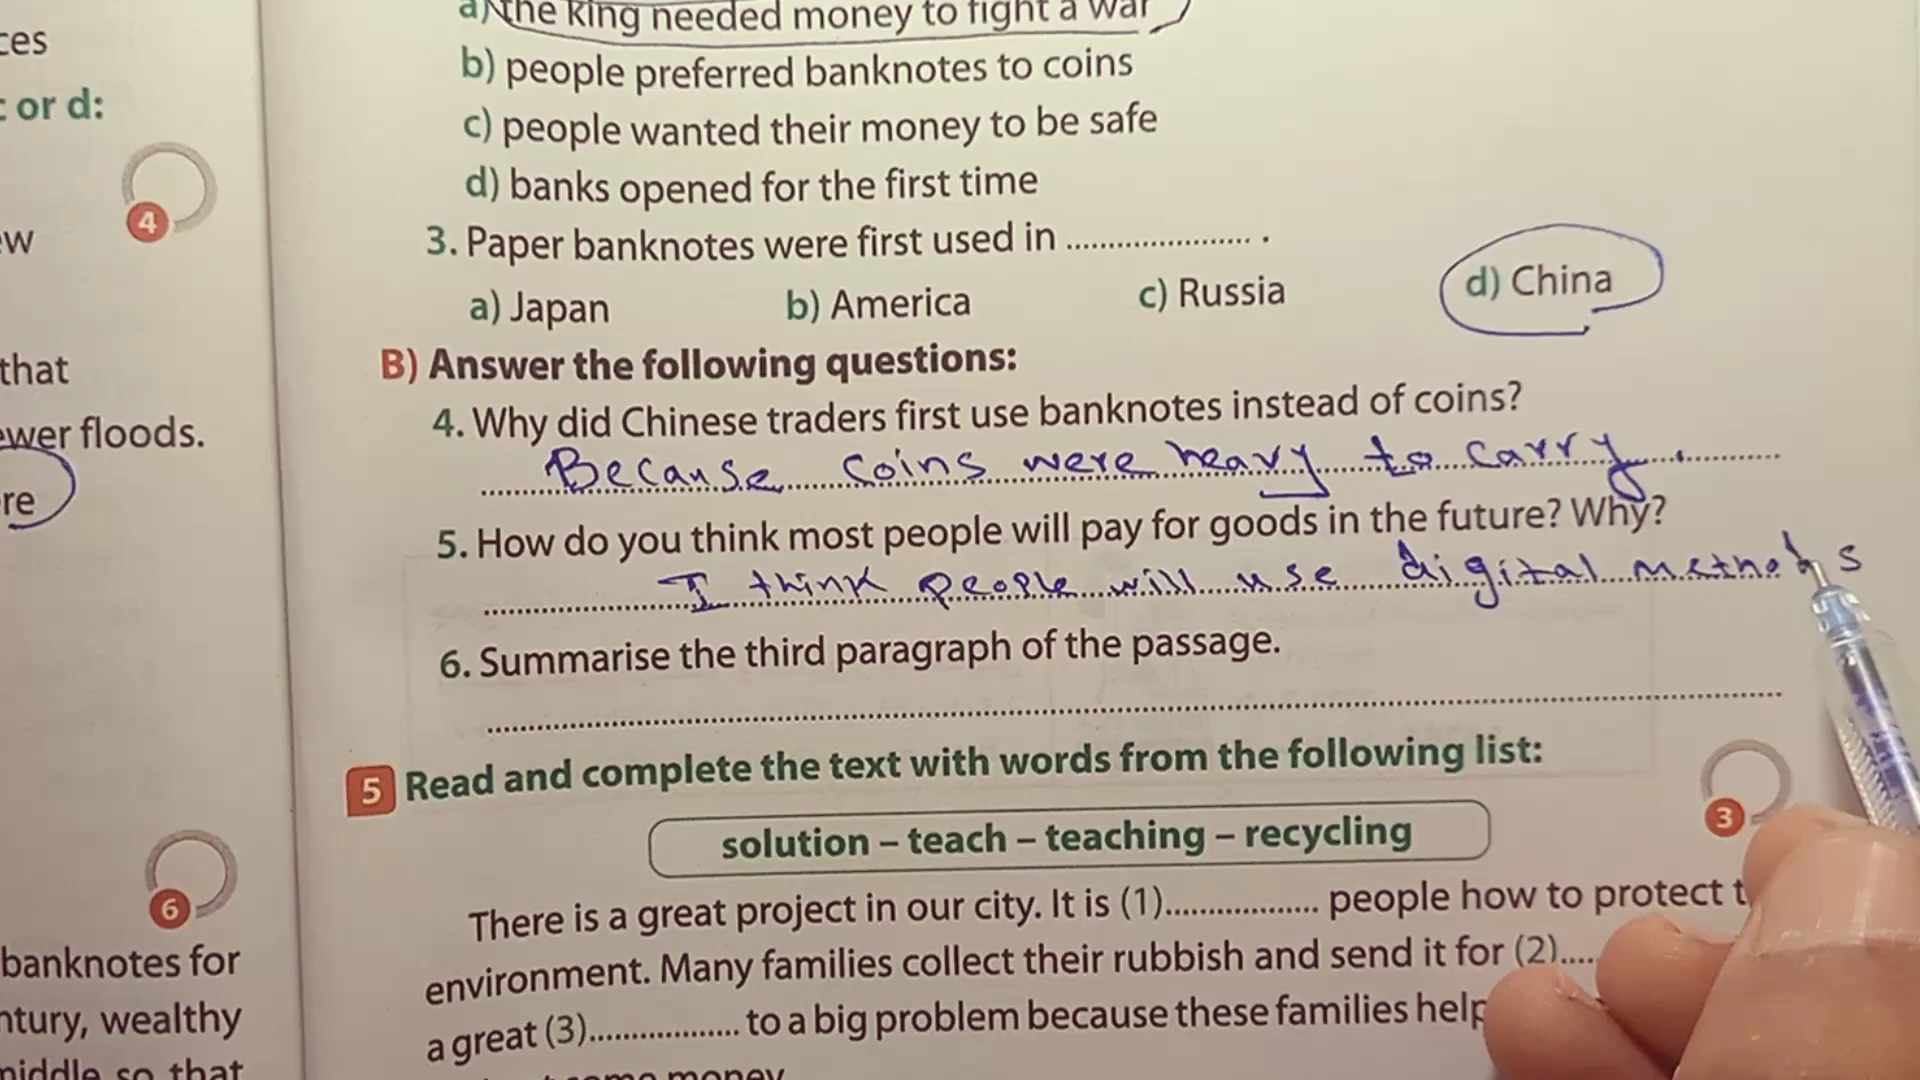 ces
a) the king needed money to fight a war
b) people preferred banknotes to coins
c or d:
c) people wanted their money to be safe
d) banks opened for the first time
4
3. Paper banknotes were first used in ..................... .
a) Japan b) America c) Russia d) China
that
B) Answer the following questions:
4. Why did Chinese traders first use banknotes instead of coins?
Because coins were heavy to carry.
floods.
re
5. How do you think most people will pay for goods in the future? Why?
I think people will use digital methods
6. Summarise the third paragraph of the passage.
5 Read and complete the text with words from the following list:
3
solution – teach – teaching – recycling
6
There is a great project in our city. It is (1).................. people how to protect
environment. Many families collect their rubbish and send it for (2).....
a great (3)................. to a big problem because these families help
banknotes for
wealthy
middle so that
money